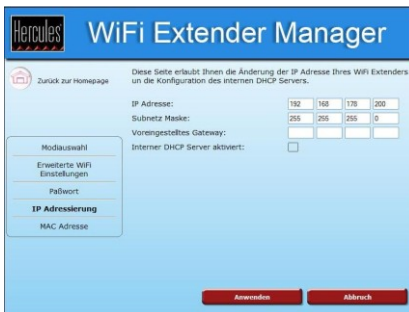 Hercules
WiFi Extender Manager
Zurück zur Homepage
Diese Seite erlaubt Ihnen die Änderung der IP Adresse Ihres WiFi Extenders
un die Konfiguration des internen DHCP Servers.
IP Adresse: 192 168 178 200
Subnetz Maske: 255 255 255 0
Voreingestelltes Gateway:
Interner DHCP Server aktiviert:
Modiauswahl
Erweiterte WiFi
Einstellungen
Paßwort
IP Adressierung
MAC Adresse
Anwenden
Abbruch